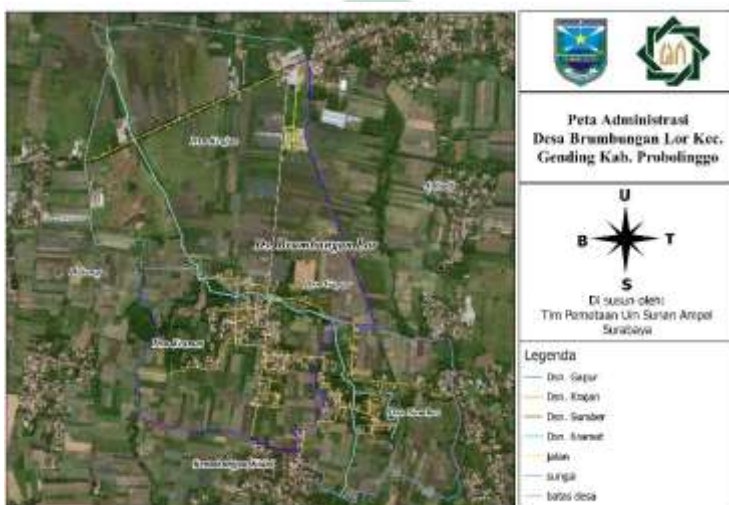 Peta Administrasi
Desa Brumbungan Lor Kec.
Gending Kab. Probolinggo
U
B T
S
Di susun oleh:
Tim Pemetaan Uin Sunan Ampel
Surabaya
Legenda
Dsn. Gapur
Dsn. Krajan
Dsn. Sumber
Dsn. Kramat
jalan
sungai
batas desa
Dsn Krajan
Ds. Brumbungan Lor
Dsn Gapur
Dsn Kramat
Dsn Sumber